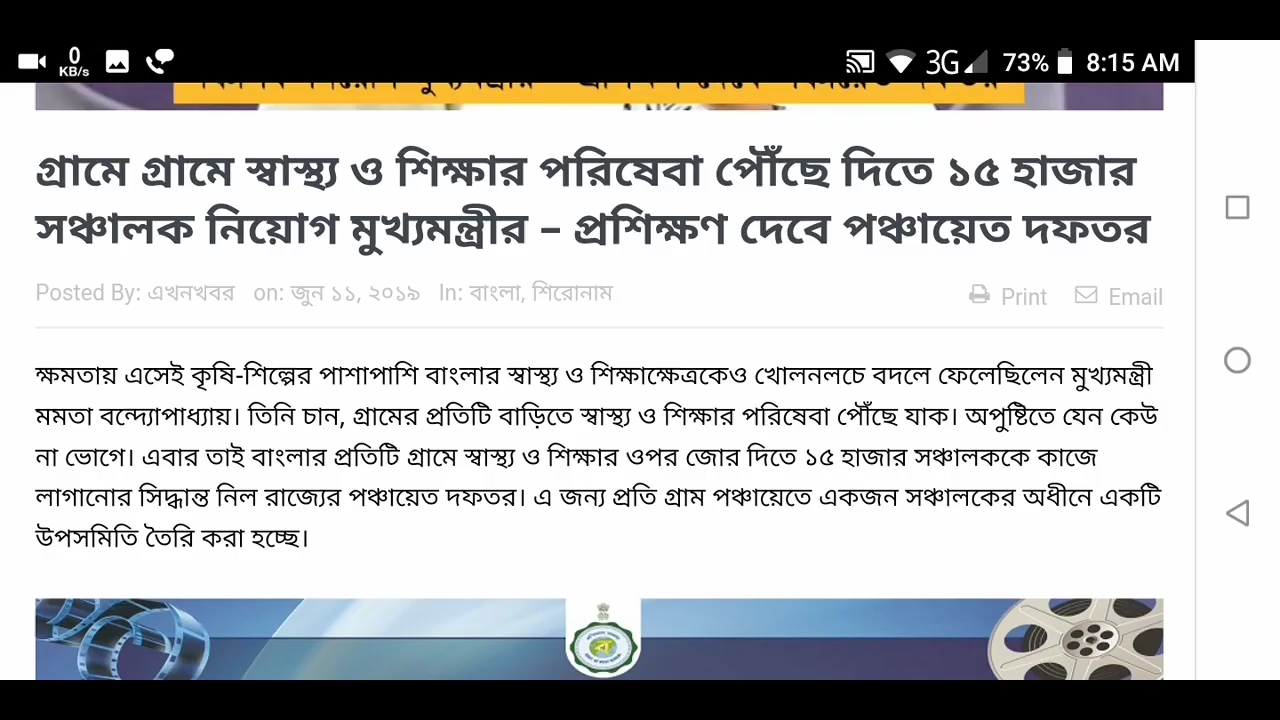 0
KB/s
3G 73% 8:15 AM
গ্রামে গ্রামে স্বাস্থ্য ও শিক্ষার পরিষেবা পৌঁছে দিতে ১৫ হাজার
সঞ্চালক নিয়োগ মুখ্যমন্ত্রীর – প্রশিক্ষণ দেবে পঞ্চায়েত দফতর
Posted By: এখনখবর on: জুন ১১, ২০১৯ In: বাংলা, শিরোনাম Print Email
ক্ষমতায় এসেই কৃষি-শিল্পের পাশাপাশি বাংলার স্বাস্থ্য ও শিক্ষাক্ষেত্রকেও খোলনলচে বদলে ফেলেছিলেন মুখ্যমন্ত্রী
মমতা বন্দ্যোপাধ্যায়। তিনি চান, গ্রামের প্রতিটি বাড়িতে স্বাস্থ্য ও শিক্ষার পরিষেবা পৌঁছে যাক। অপুষ্টিতে যেন কেউ
না ভোগে। এবার তাই বাংলার প্রতিটি গ্রামে স্বাস্থ্য ও শিক্ষার ওপর জোর দিতে ১৫ হাজার সঞ্চালককে কাজে
লাগানোর সিদ্ধান্ত নিল রাজ্যের পঞ্চায়েত দফতর। এ জন্য প্রতি গ্রাম পঞ্চায়েতে একজন সঞ্চালকের অধীনে একটি
উপসমিতি তৈরি করা হচ্ছে।